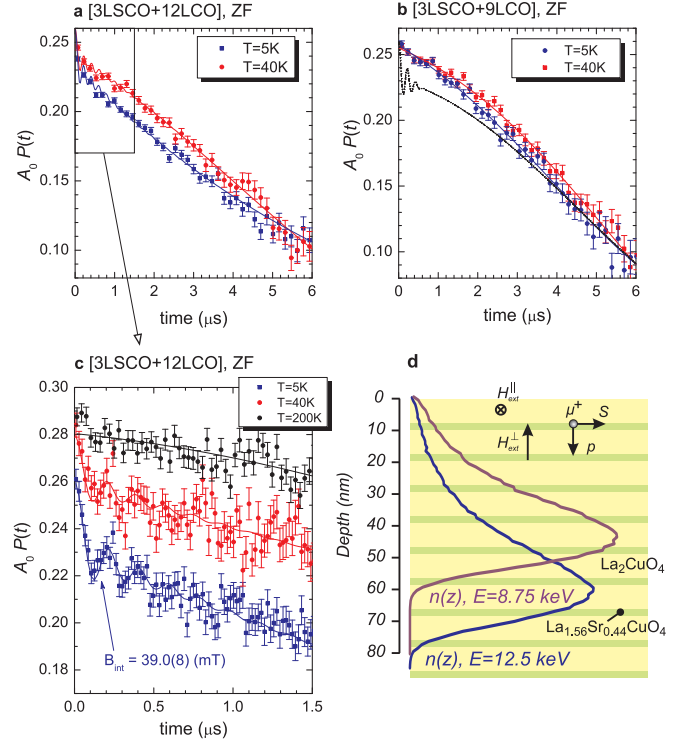 a [3LSCO+12LCO], ZF
T=5K
T=40K
0.25
0.20
0.15
0.10
A0 P(t)
0 1 2 3 4 5 6
time (μs)
b [3LSCO+9LCO], ZF
T=5K
T=40K
0.25
0.20
0.15
0.10
A0 P(t)
0 1 2 3 4 5 6
time (μs)
c [3LSCO+12LCO], ZF
T=5K
T=40K
T=200K
0.30
0.28
0.26
0.24
0.22
0.20
0.18
A0 P(t)
Bint = 39.0(8) (mT)
0.0 0.5 1.0 1.5
time (μs)
d
0
10
20
30
40
50
60
70
80
Depth (nm)
H∥ext
H⊥ext
μ+
S
p
La2CuO4
n(z), E=8.75 keV
La1.56Sr0.44CuO4
n(z), E=12.5 keV